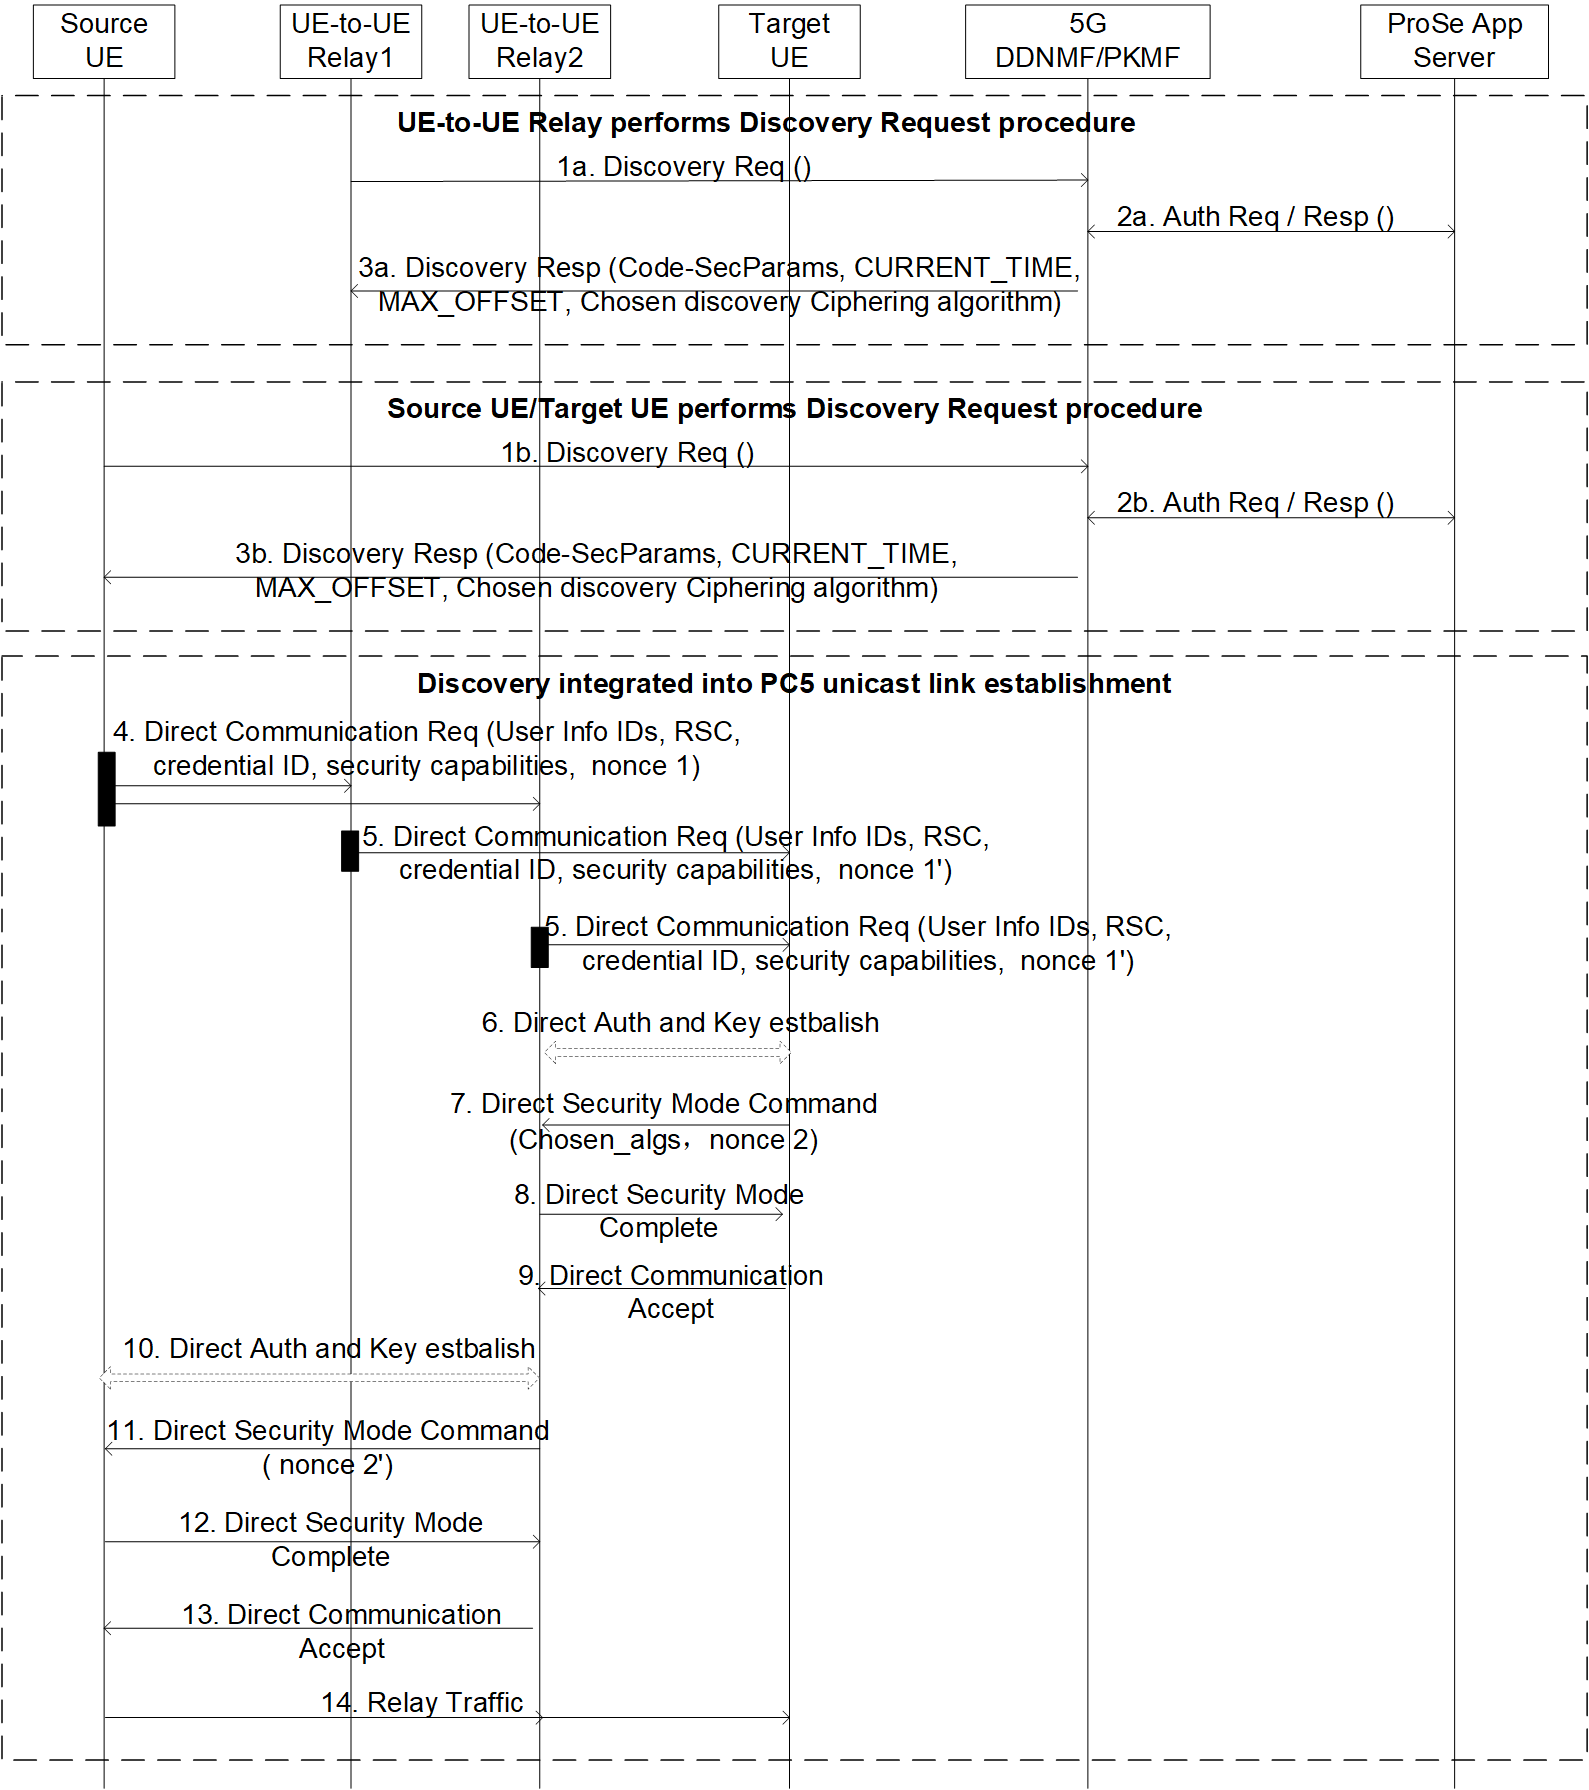 Source
UE
UE-to-UE
Relay1
UE-to-UE
Relay2
Target
UE
5G
DDNMF/PKMF
ProSe App
Server
UE-to-UE Relay performs Discovery Request procedure
1a. Discovery Req ()
2a. Auth Req / Resp ()
3a. Discovery Resp (Code-SecParams, CURRENT_TIME,
MAX_OFFSET, Chosen discovery Ciphering algorithm)
Source UE/Target UE performs Discovery Request procedure
1b. Discovery Req ()
2b. Auth Req / Resp ()
3b. Discovery Resp (Code-SecParams, CURRENT_TIME,
MAX_OFFSET, Chosen discovery Ciphering algorithm)
Discovery integrated into PC5 unicast link establishment
4. Direct Communication Req (User Info IDs, RSC,
credential ID, security capabilities,  nonce 1)
5. Direct Communication Req (User Info IDs, RSC,
credential ID, security capabilities,  nonce 1')
5. Direct Communication Req (User Info IDs, RSC,
credential ID, security capabilities,  nonce 1')
6. Direct Auth and Key estbalish
7. Direct Security Mode Command
(Chosen_algs，nonce 2)
8. Direct Security Mode
Complete
9. Direct Communication
Accept
10. Direct Auth and Key estbalish
11. Direct Security Mode Command
( nonce 2')
12. Direct Security Mode
Complete
13. Direct Communication
Accept
14. Relay Traffic